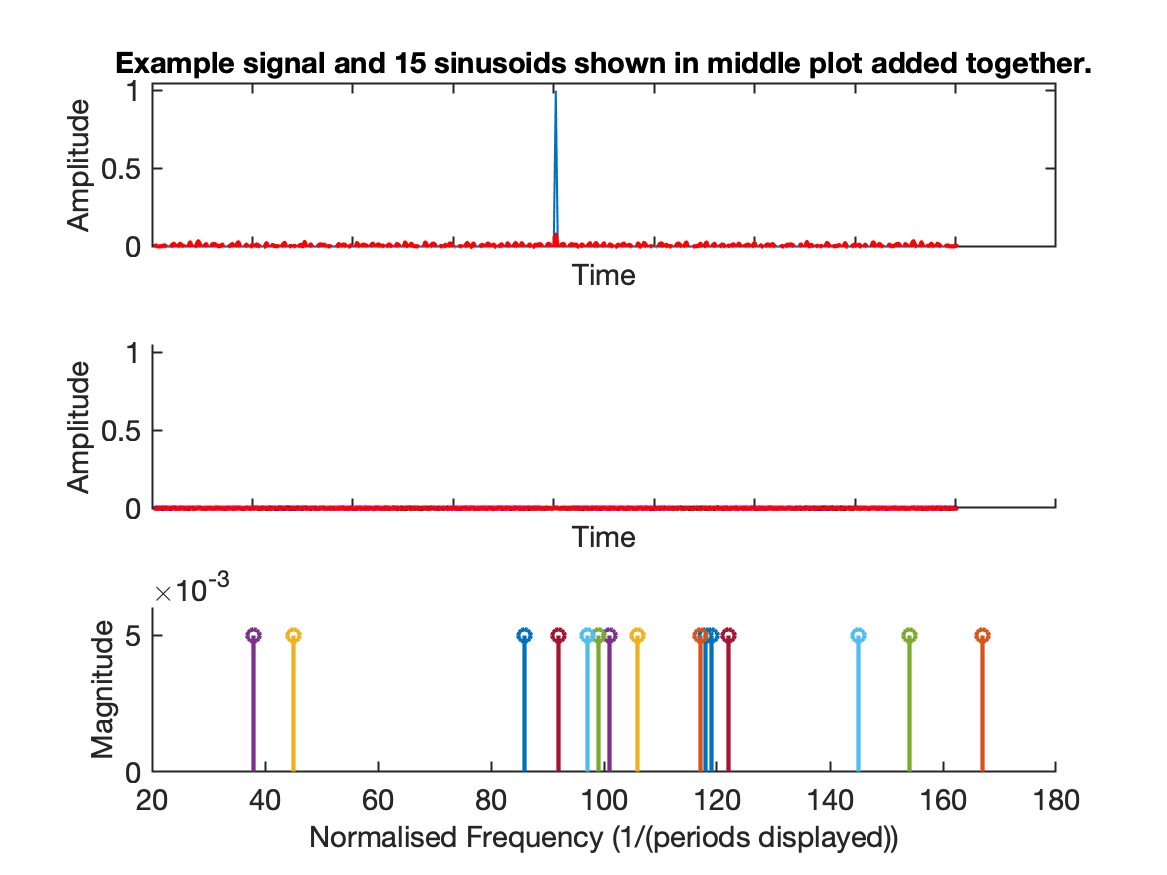 Example signal and 15 sinusoids shown in middle plot added together.
1
0.5
0
Amplitude
Time
1
0.5
0
Amplitude
Time
×10-3
5
0
Magnitude
20 40 60 80 100 120 140 160 180
Normalised Frequency (1/(periods displayed))